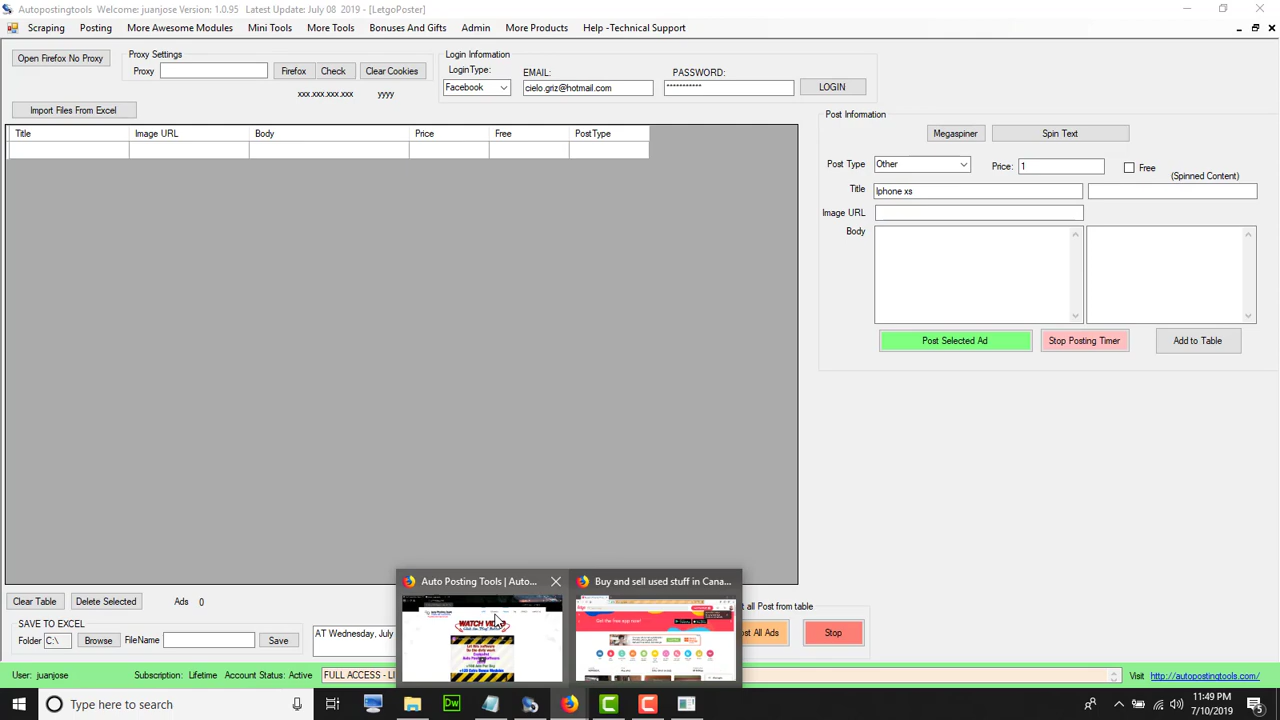 Autopostingtools User: juanjose Version: 1.0.95 Latest Update: July 08 2019 - [LetgoPoster]
Scraping Posting More Awesome Modules Mini Tools More Tools Bonuses And Gifts Admin More Products Help -Technical Support
Open Firefox No Proxy
Proxy Settings
Proxy Firefox Check Clear Cookies
xxx.xxx.xxx.xxx yyyy
Login Information
LoginType: EMAIL: PASSWORD:
Facebook cielo.griz@hotmail.com *********** LOGIN
Import Files From Excel
Title Image URL Body Price Free PostType
Post Information
Megaspiner Spin Text
Post Type Other Price: 1 Free
(Spinned Content)
Title Iphone xs
Image URL
Body
Post Selected Ad Stop Posting Timer Add to Table
Auto Posting Tools | Auto... Buy and sell used stuff in Cana...
Get the free app now!
Clear Table Delete Selected Ads 0
SAVE TO EXCEL
Folder: C:\ Browse FileName Save
AT Wednesday, July
all Post from table
Post All Ads Stop
User: juanjose Subscription: Lifetime Account Status: Active FULL ACCESS - LI
Visit http://autopostingtools.com/
Type here to search
11:49 PM
7/10/2019